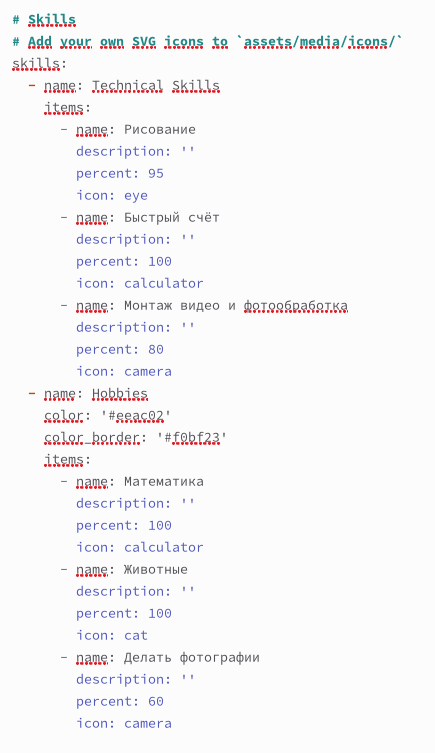 # Skills
# Add your own SVG icons to `assets/media/icons/`
skills:
  - name: Technical Skills
    items:
      - name: Рисование
        description: ''
        percent: 95
        icon: eye
      - name: Быстрый счёт
        description: ''
        percent: 100
        icon: calculator
      - name: Монтаж видео и фотообработка
        description: ''
        percent: 80
        icon: camera
  - name: Hobbies
    color: '#eeac02'
    color_border: '#f0bf23'
    items:
      - name: Математика
        description: ''
        percent: 100
        icon: calculator
      - name: Животные
        description: ''
        percent: 100
        icon: cat
      - name: Делать фотографии
        description: ''
        percent: 60
        icon: camera